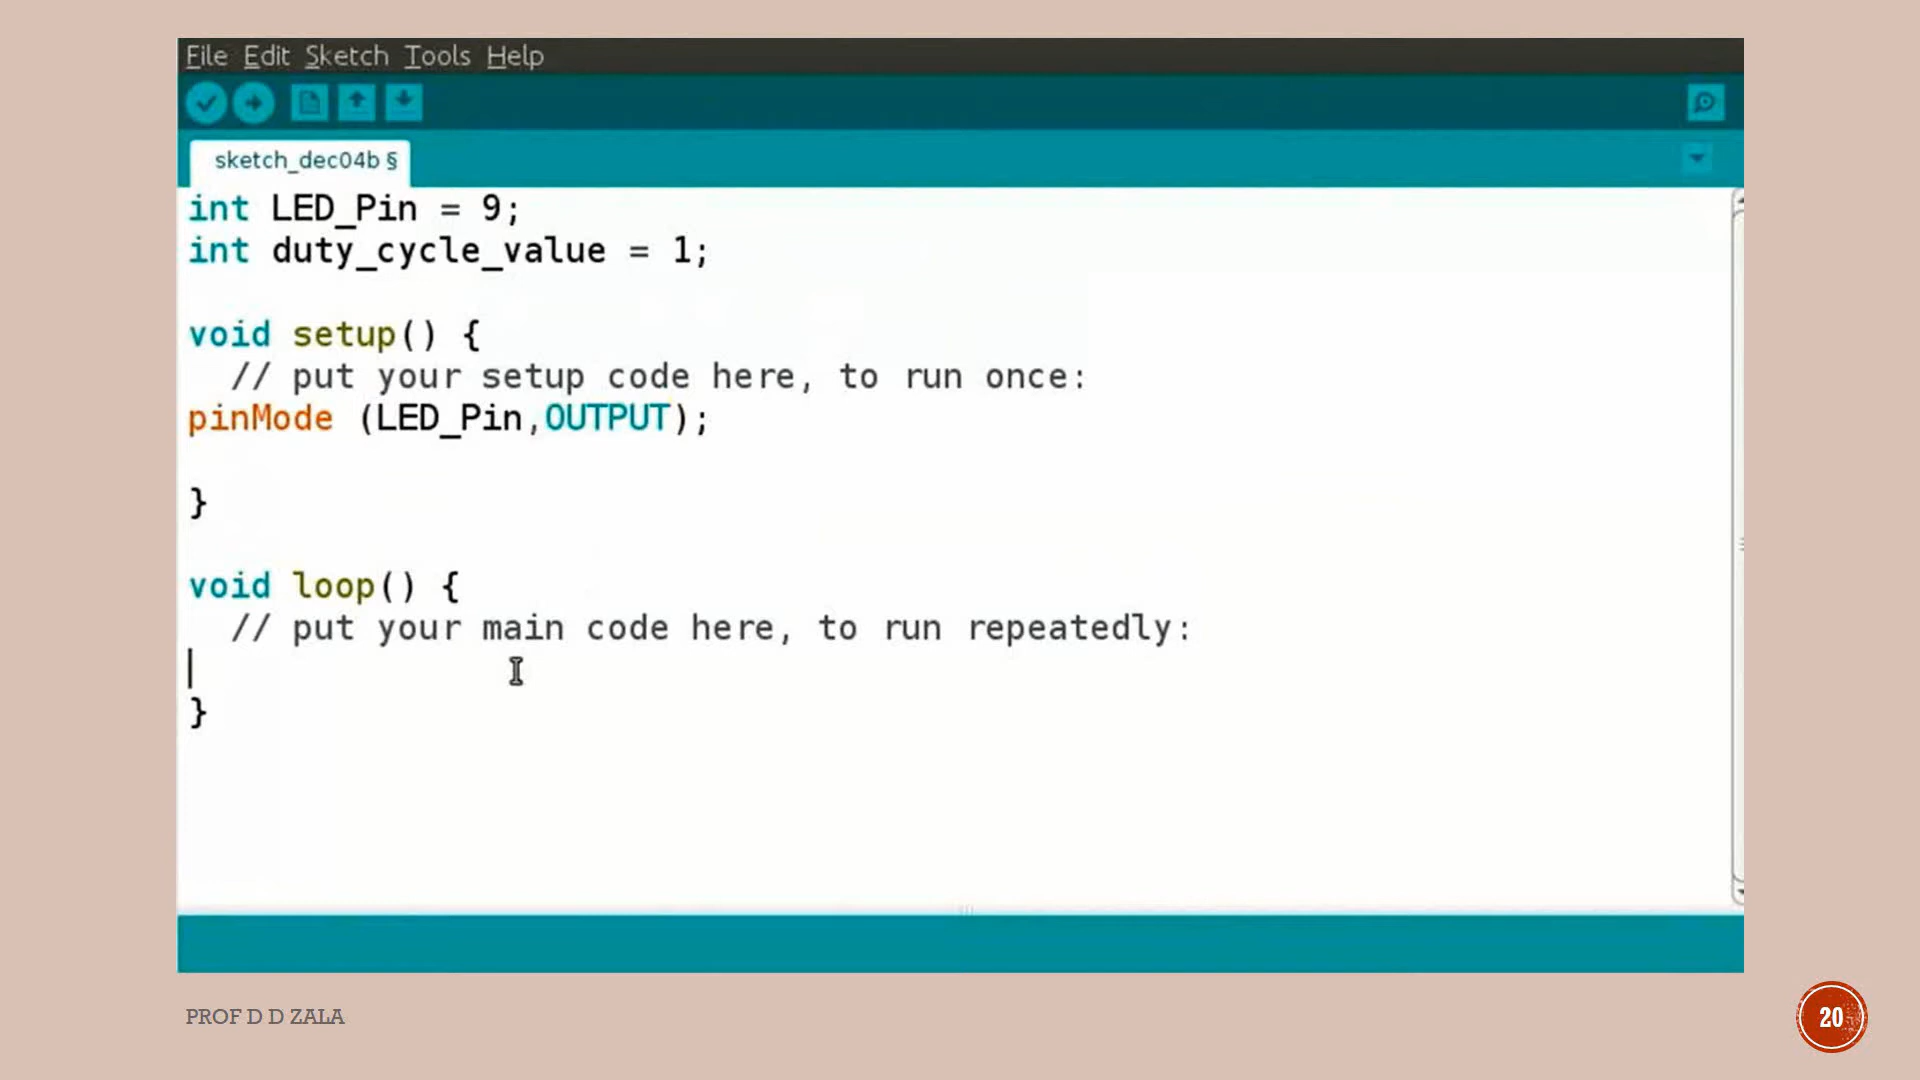 File Edit Sketch Tools Help
sketch_dec04b §
int LED_Pin = 9;
int duty_cycle_value = 1;
void setup() {
// put your setup code here, to run once:
pinMode (LED_Pin,OUTPUT);
}
void loop() {
// put your main code here, to run repeatedly:
}
PROF D D ZALA
20